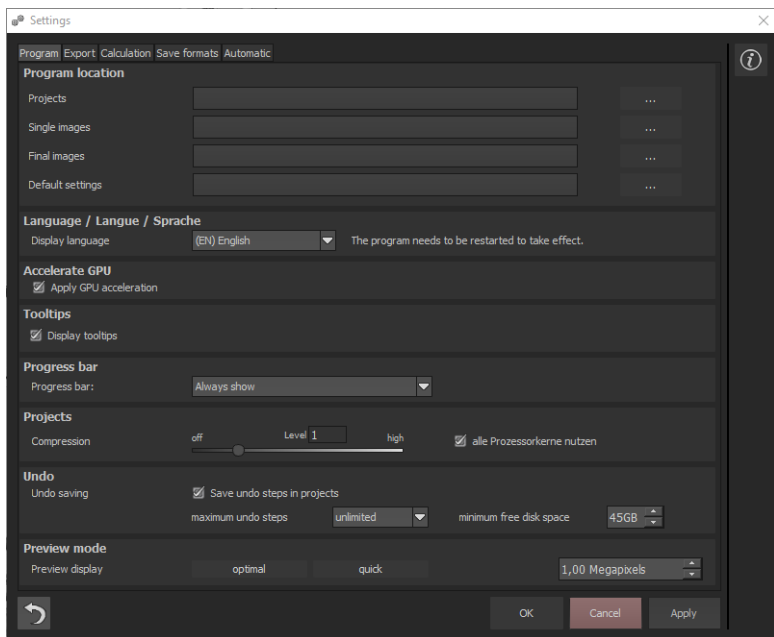 Settings
Program Export Calculation Save formats Automatic
Program location
Projects ...
Single images ...
Final images ...
Default settings ...
Language / Langue / Sprache
Display language (EN) English The program needs to be restarted to take effect.
Accelerate GPU
Apply GPU acceleration
Tooltips
Display tooltips
Progress bar
Progress bar: Always show
Projects
Compression off Level 1 high alle Prozessorkerne nutzen
Undo
Undo saving Save undo steps in projects
maximum undo steps unlimited minimum free disk space 45GB
Preview mode
Preview display optimal quick 1,00 Megapixels
OK Cancel Apply